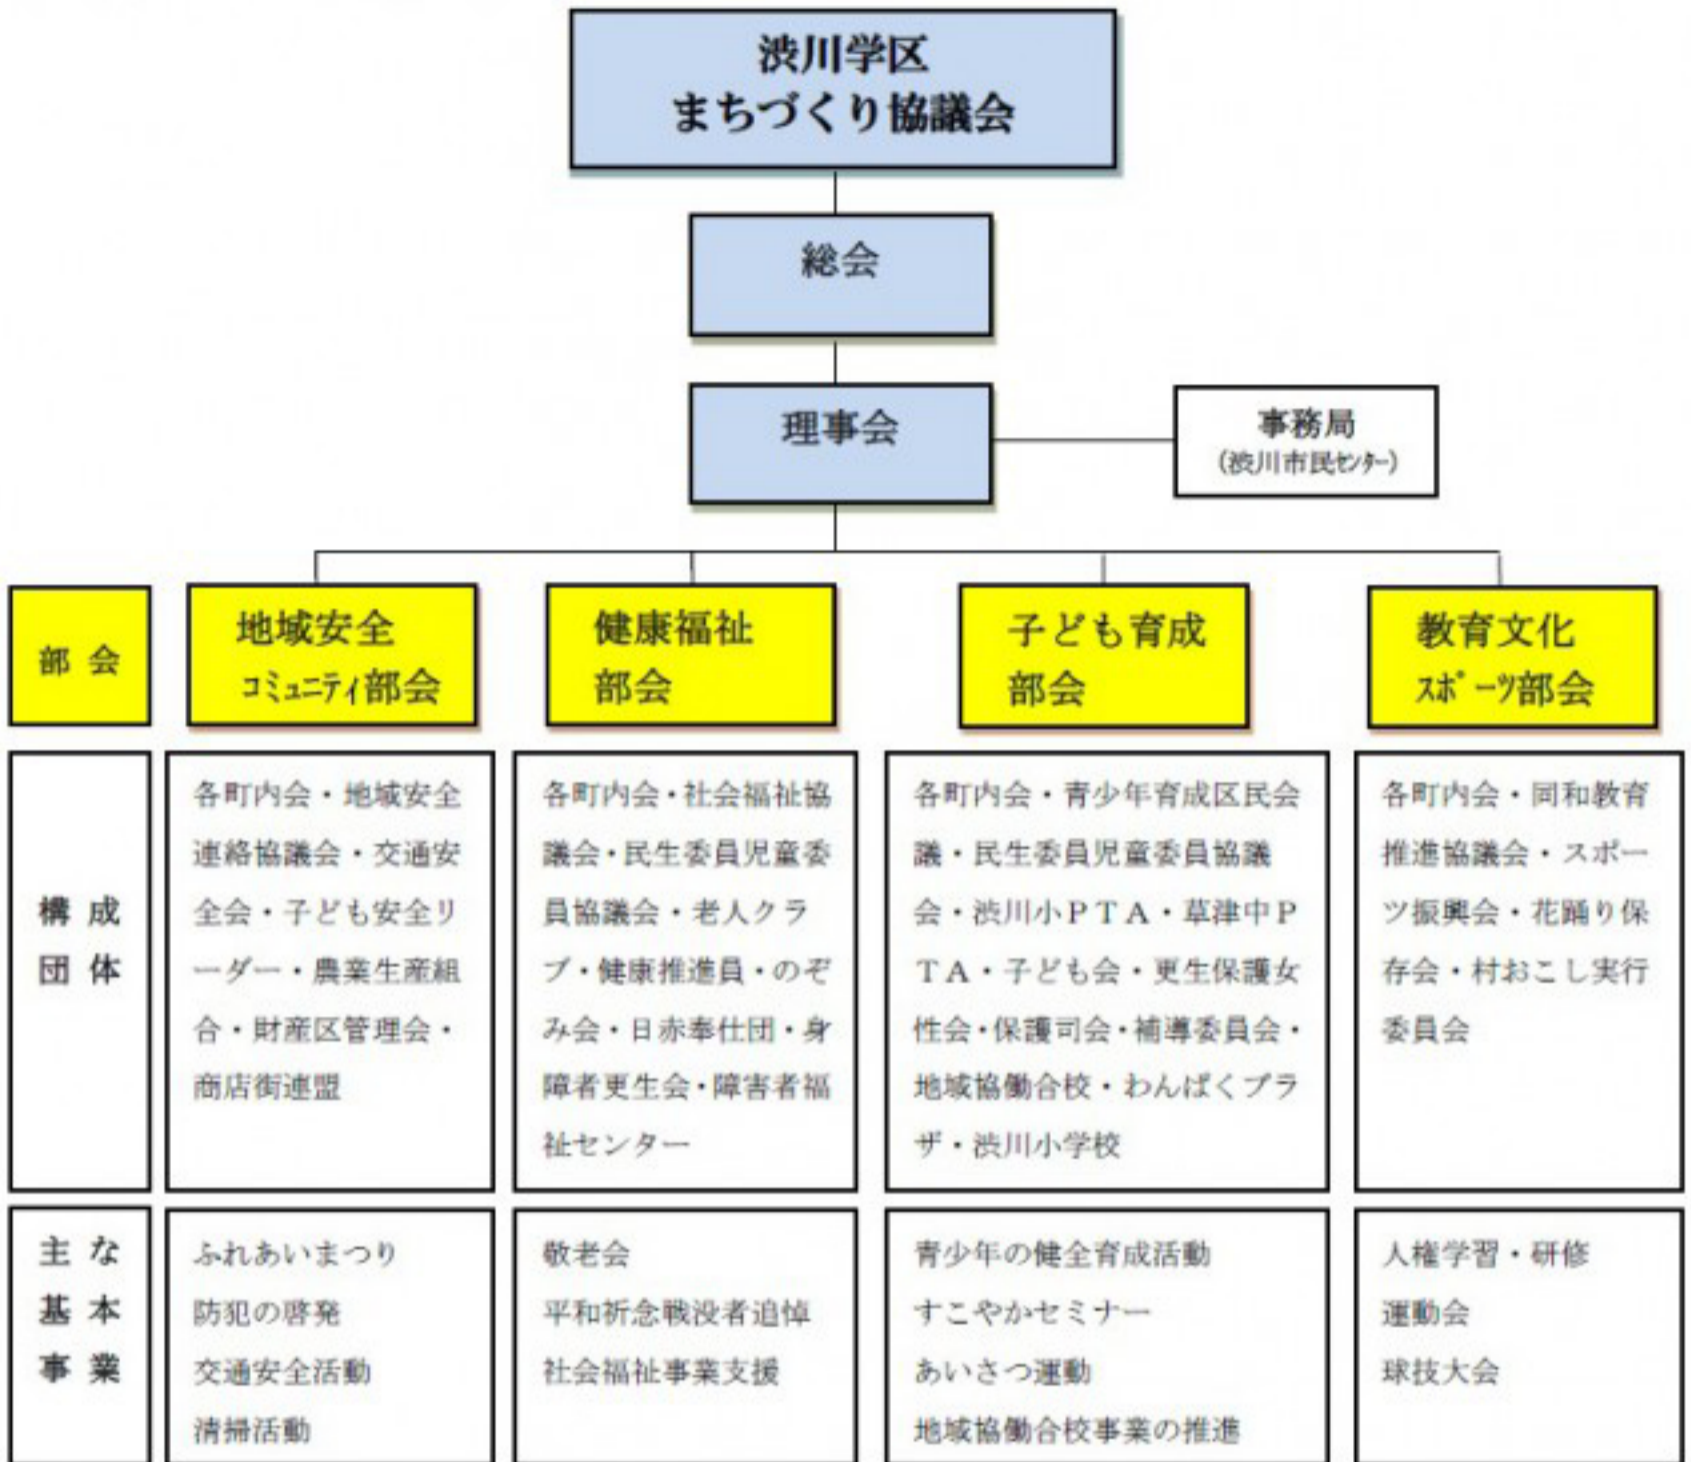 渋川学区
まちづくり協議会
総会
理事会
事務局
(渋川市民ｾﾝﾀｰ)
部会
地域安全
ｺﾐｭﾆﾃｨ部会
健康福祉
部会
子ども育成
部会
教育文化
ｽﾎﾟｰﾂ部会
構成
団体
各町内会・地域安全
連絡協議会・交通安
全会・子ども安全リ
ーダー・農業生産組
合・財産区管理会・
商店街連盟
各町内会・社会福祉協
議会・民生委員児童委
員協議会・老人クラ
ブ・健康推進員・のぞ
み会・日赤奉仕団・身
障者更生会・障害者福
祉センター
各町内会・青少年育成区民会
議・民生委員児童委員協議
会・渋川小ＰＴＡ・草津中Ｐ
ＴＡ・子ども会・更生保護女
性会・保護司会・補導委員会・
地域協働合校・わんぱくプラ
ザ・渋川小学校
各町内会・同和教育
推進協議会・スポー
ツ振興会・花踊り保
存会・村おこし実行
委員会
主な
基本
事業
ふれあいまつり
防犯の啓発
交通安全活動
清掃活動
敬老会
平和祈念戦没者追悼
社会福祉事業支援
青少年の健全育成活動
すこやかセミナー
あいさつ運動
地域協働合校事業の推進
人権学習・研修
運動会
球技大会